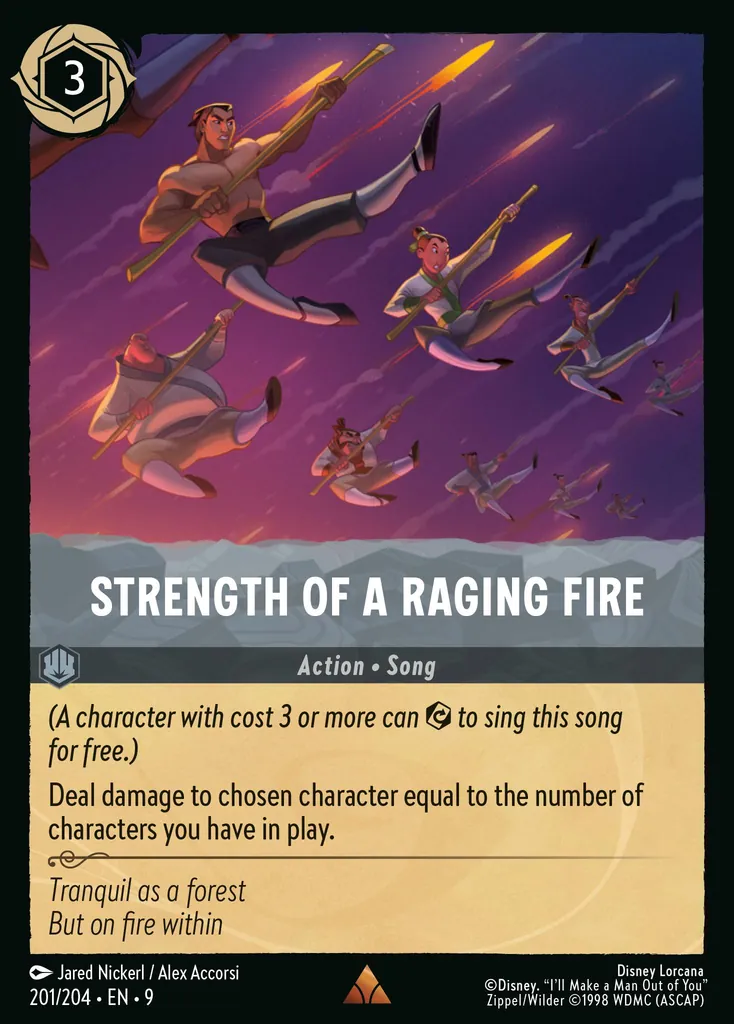 3
STRENGTH OF A RAGING FIRE
Action • Song
(A character with cost 3 or more can to sing this song
for free.)
Deal damage to chosen character equal to the number of
characters you have in play.
Tranquil as a forest
But on fire within
Jared Nickerl / Alex Accorsi
201/204 • EN • 9
Disney Lorcana
©Disney. “I’ll Make a Man Out of You”
Zippel/Wilder ©1998 WDMC (ASCAP)